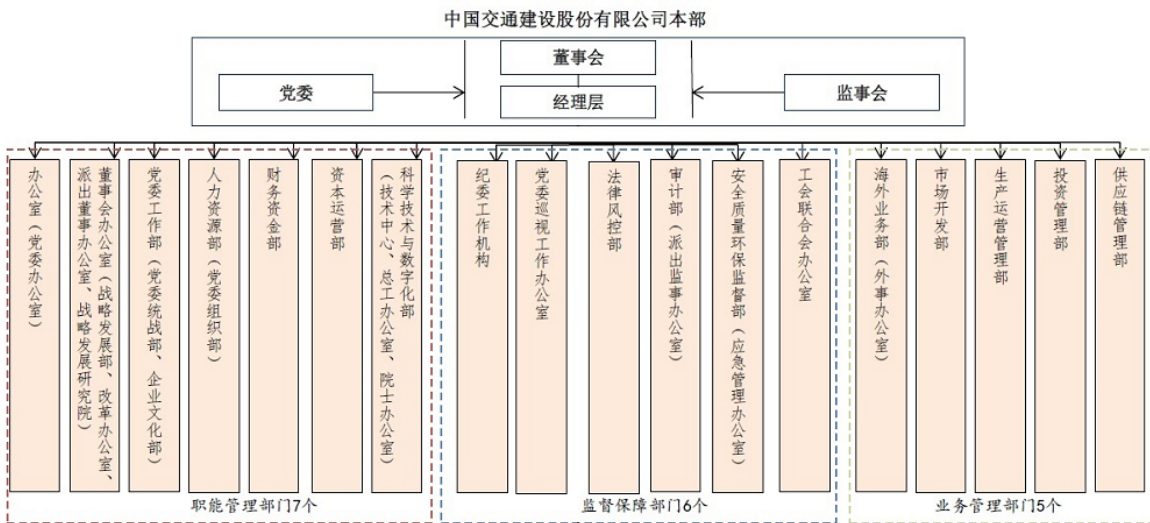 中国交通建设股份有限公司本部
董事会
党委
经理层
监事会
办公室（党委办公室）
董事会办公室（战略发展部、改革办公室、
派出董事办公室、战略发展研究院）
党委工作部（党委统战部、企业文化部）
人力资源部（党委组织部）
财务资金部
资本运营部
科学技术与数字化部
（技术中心、总工办公室、院士办公室）
纪委工作机构
党委巡视工作办公室
法律风控部
审计部（派出监事办公室）
安全质量环保监督部（应急管理办公室）
工会联合会办公室
海外业务部（外事办公室）
市场开发部
生产运营管理部
投资管理部
供应链管理部
职能管理部门7个
监督保障部门6个
业务管理部门5个